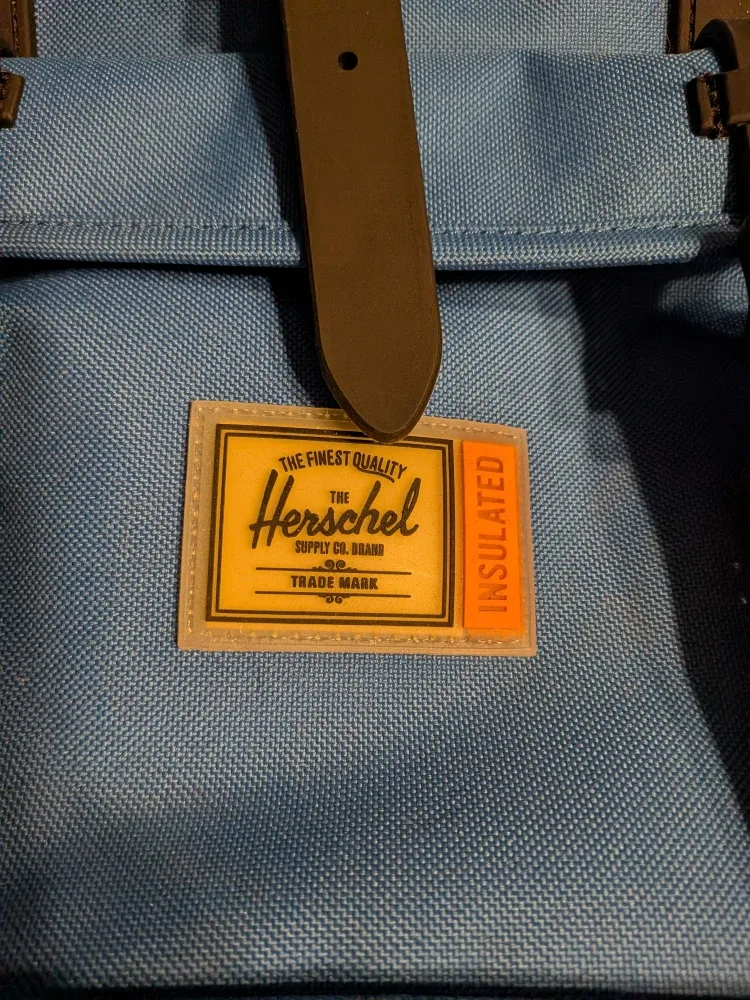 THE FINEST QUALITY
THE
Herschel
SUPPLY CO. BRAND
TRADE MARK
INSULATED